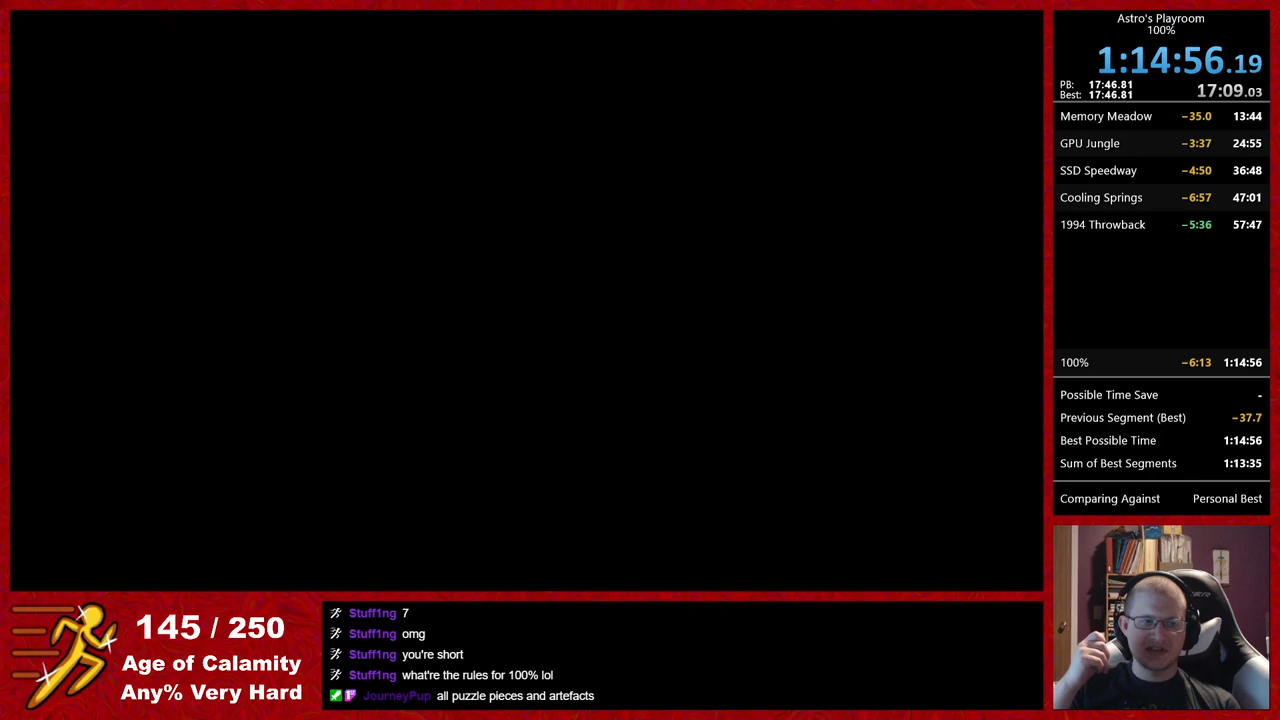 Astro's Playroom
100%
1:14:56.19
PB: 17:46.81
Best: 17:46.81
17:09.03
Memory Meadow -35.0 13:44
GPU Jungle -3:37 24:55
SSD Speedway -4:50 36:48
Cooling Springs -6:57 47:01
1994 Throwback -5:36 57:47
100% -6:13 1:14:56
Possible Time Save -
Previous Segment (Best) -37.7
Best Possible Time 1:14:56
Sum of Best Segments 1:13:35
Comparing Against Personal Best
145 / 250
Age of Calamity
Any% Very Hard
Stuff1ng 7
Stuff1ng omg
Stuff1ng you're short
Stuff1ng what're the rules for 100% lol
JourneyPup all puzzle pieces and artefacts